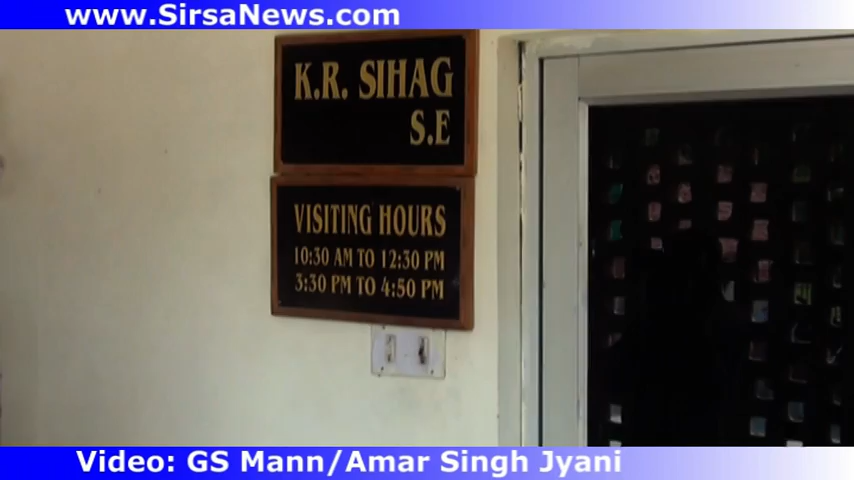 www.SirsaNews.com
K.R. SIHAG
S.E
VISITING HOURS
10:30 AM TO 12:30 PM
3:30 PM TO 4:50 PM
Video: GS Mann/Amar Singh Jyani